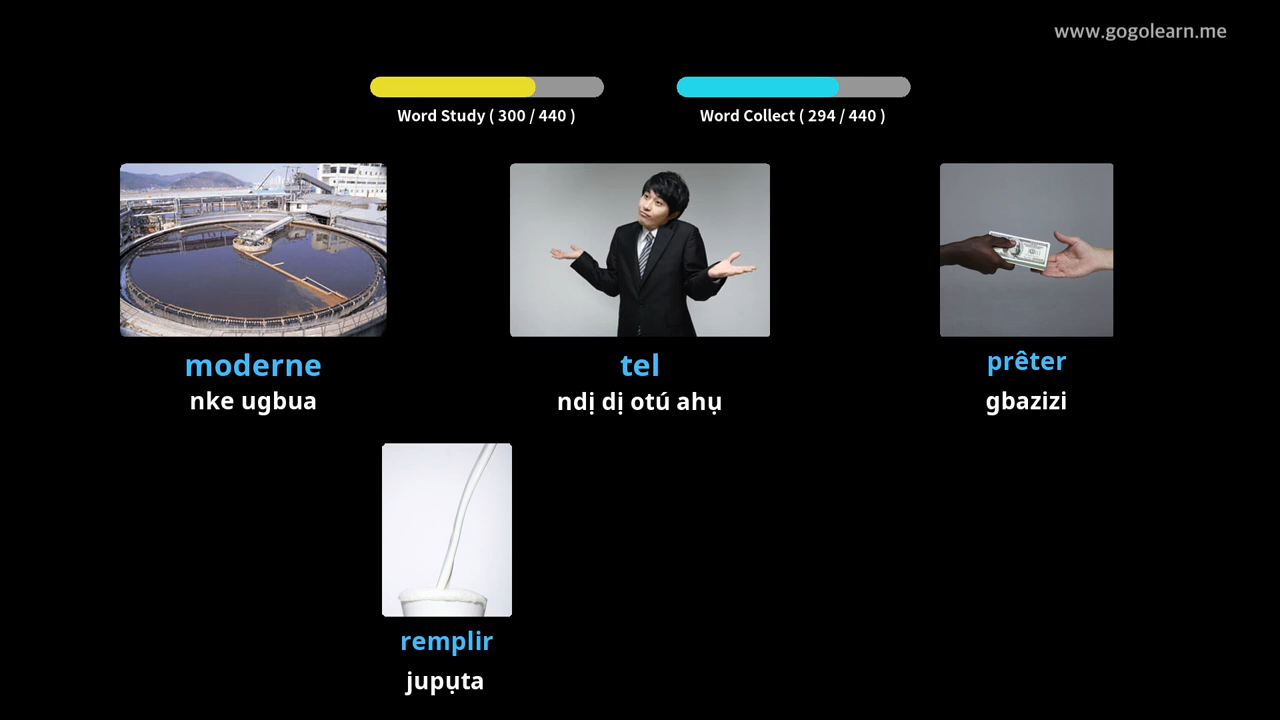 www.gogolearn.me
Word Study ( 300 / 440 )
Word Collect ( 294 / 440 )
moderne
nke ugbua
tel
ndị dị otú ahụ
prêter
gbazizi
remplir
jupụta